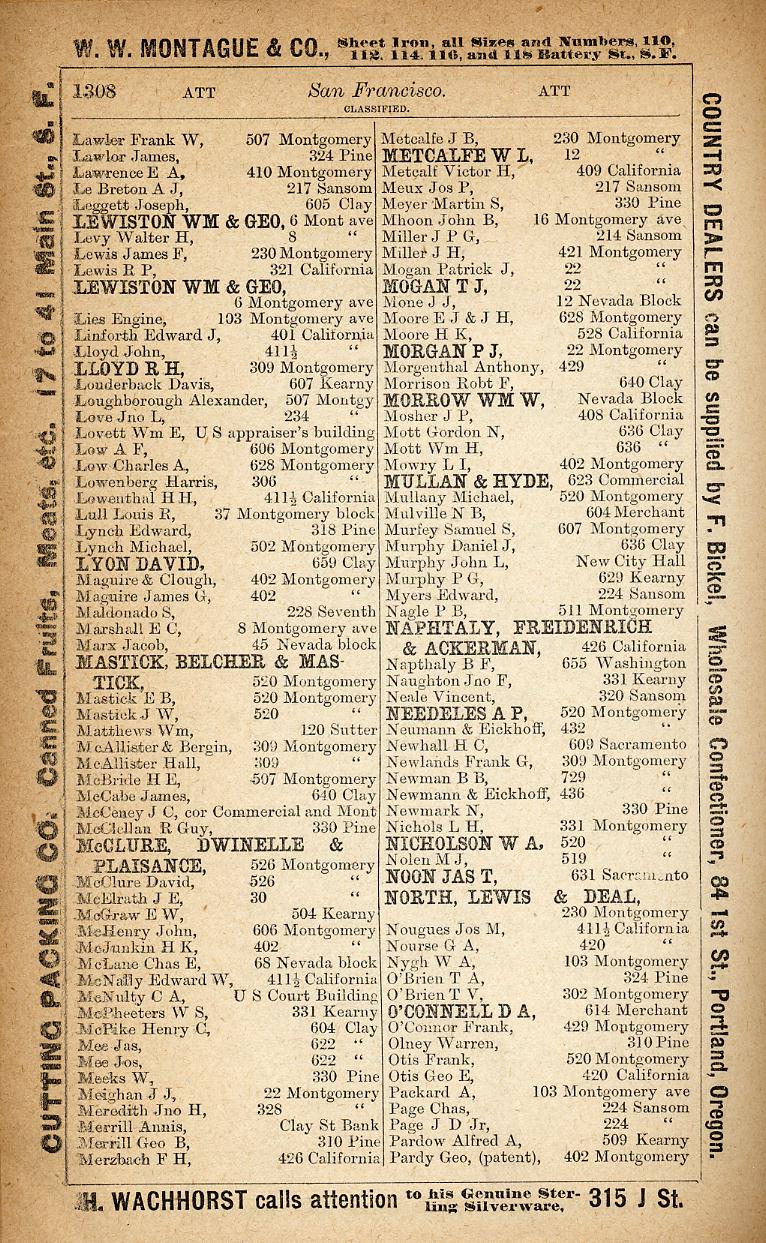 W. W. MONTAGUE & CO., Sheet Iron, all Sizes and Numbers, 110,
112, 114, 116, and 118 Battery St., S. F.
CUTTING PACKING CO. Canned Fruits, Meats, etc. 17 to 41 Main St., S. F.
1308 ATT San Francisco. ATT
CLASSIFIED.
Lawler Frank W, 507 Montgomery
Lawlor James, 324 Pine
Lawrence E A, 410 Montgomery
Le Breton A J, 217 Sansom
Leggett Joseph, 605 Clay
LEWISTON WM & GEO, 6 Mont ave
Levy Walter H, 8 “
Lewis James F, 230 Montgomery
Lewis R P, 321 California
LEWISTON WM & GEO,
6 Montgomery ave
Lies Engine, 103 Montgomery ave
Linforth Edward J, 401 California
Lloyd John, 411½ “
LLOYD R H, 309 Montgomery
Louderback Davis, 607 Kearny
Loughborough Alexander, 507 Montgy
Love Jno L, 234 “
Lovett Wm E, U S appraiser's building
Low A F, 606 Montgomery
Low Charles A, 628 Montgomery
Lowenberg Harris, 306 “
Lowenthal H H, 411½ California
Lull Louis R, 37 Montgomery block
Lynch Edward, 318 Pine
Lynch Michael, 502 Montgomery
LYON DAVID, 659 Clay
Maguire & Clough, 402 Montgomery
Maguire James G, 402 “
Maldonado S, 228 Seventh
Marshall E C, 8 Montgomery ave
Marx Jacob, 45 Nevada block
MASTICK, BELCHER & MAS-
TICK, 520 Montgomery
Mastick E B, 520 Montgomery
Mastick J W, 520 “
Matthews Wm, 120 Sutter
McAllister & Bergin, 309 Montgomery
McAllister Hall, 309 “
McBride H E, 507 Montgomery
McCabe James, 640 Clay
McCeney J C, cor Commercial and Mont
McClellan R Guy, 330 Pine
McCLURE, DWINELLE &
PLAISANCE, 526 Montgomery
McClure David, 526 “
McElrath J E, 30 “
McGraw E W, 504 Kearny
McHenry John, 606 Montgomery
McJunkin H K, 402 “
McLane Chas E, 68 Nevada block
McNally Edward W, 411½ California
McNulty C A, U S Court Building
McPheeters W S, 331 Kearny
McPike Henry C, 604 Clay
Mee Jas, 622 “
Mee Jos, 622 “
Meeks W, 330 Pine
Meighan J J, 22 Montgomery
Meredith Jno H, 328 “
Merrill Annis, Clay St Bank
Merrill Geo B, 310 Pine
Merzbach F H, 426 California
Metcalfe J B, 230 Montgomery
METCALFE W L, 12 “
Metcalf Victor H, 409 California
Meux Jos P, 217 Sansom
Meyer Martin S, 330 Pine
Mhoon John B, 16 Montgomery ave
Miller J P G, 214 Sansom
Miller J H, 421 Montgomery
Mogan Patrick J, 22 “
MOGAN T J, 22 “
Mone J J, 12 Nevada Block
Moore E J & J H, 628 Montgomery
Moore H K, 528 California
MORGAN P J, 22 Montgomery
Morgenthal Anthony, 429 “
Morrison Robt F, 640 Clay
MORROW WM W, Nevada Block
Mosher J P, 408 California
Mott Gordon N, 636 Clay
Mott Wm H, 636 “
Mowry L I, 402 Montgomery
MULLAN & HYDE, 623 Commercial
Mullany Michael, 520 Montgomery
Mulville N B, 604 Merchant
Murfey Samuel S, 607 Montgomery
Murphy Daniel J, 636 Clay
Murphy John L, New City Hall
Murphy P G, 629 Kearny
Myers Edward, 224 Sansom
Nagle P B, 511 Montgomery
NAPHTALY, FREIDENRICH
& ACKERMAN, 426 California
Napthaly B F, 655 Washington
Naughton Jno F, 331 Kearny
Neale Vincent, 320 Sansom
NEEDELES A P, 520 Montgomery
Neumann & Eickhoff, 432 “
Newhall H C, 609 Sacramento
Newlands Frank G, 309 Montgomery
Newman B B, 729 “
Newmann & Eickhoff, 436 “
Newmark N, 330 Pine
Nichols L H, 331 Montgomery
NICHOLSON W A, 520 “
Nolen M J, 519 “
NOON JAS T, 631 Sacramento
NORTH, LEWIS & DEAL,
230 Montgomery
Nougues Jos M, 411½ California
Nourse G A, 420 “
Nygh W A, 103 Montgomery
O'Brien T A, 324 Pine
O'Brien T V, 302 Montgomery
O'CONNELL D A, 614 Merchant
O'Connor Frank, 429 Montgomery
Olney Warren, 310 Pine
Otis Frank, 520 Montgomery
Otis Geo E, 420 California
Packard A, 103 Montgomery ave
Page Chas, 224 Sansom
Page J D Jr, 224 “
Pardow Alfred A, 509 Kearny
Pardy Geo, (patent), 402 Montgomery
COUNTRY DEALERS can be supplied by F. Bickel, Wholesale Confectioner, 84 1st St., Portland, Oregon.
H. WACHHORST calls attention to his Genuine Ster-
ling Silverware, 315 J St.